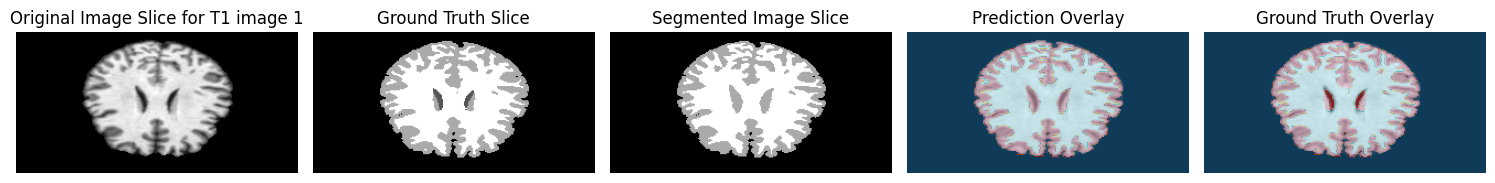 Original Image Slice for T1 image 1
Ground Truth Slice
Segmented Image Slice
Prediction Overlay
Ground Truth Overlay